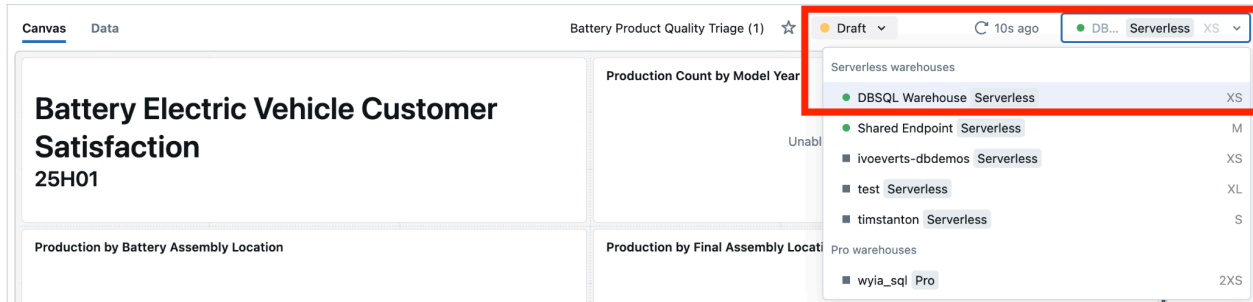 Canvas Data Battery Product Quality Triage (1) Draft 10s ago DB... Serverless XS
Battery Electric Vehicle Customer
Satisfaction
25H01
Production Count by Model Year
Unabl
Serverless warehouses
DBSQL Warehouse Serverless XS
Shared Endpoint Serverless M
ivoeverts-dbdemos Serverless XS
test Serverless XL
timstanton Serverless S
Pro warehouses
wyia_sql Pro 2XS
Production by Battery Assembly Location
Production by Final Assembly Locati